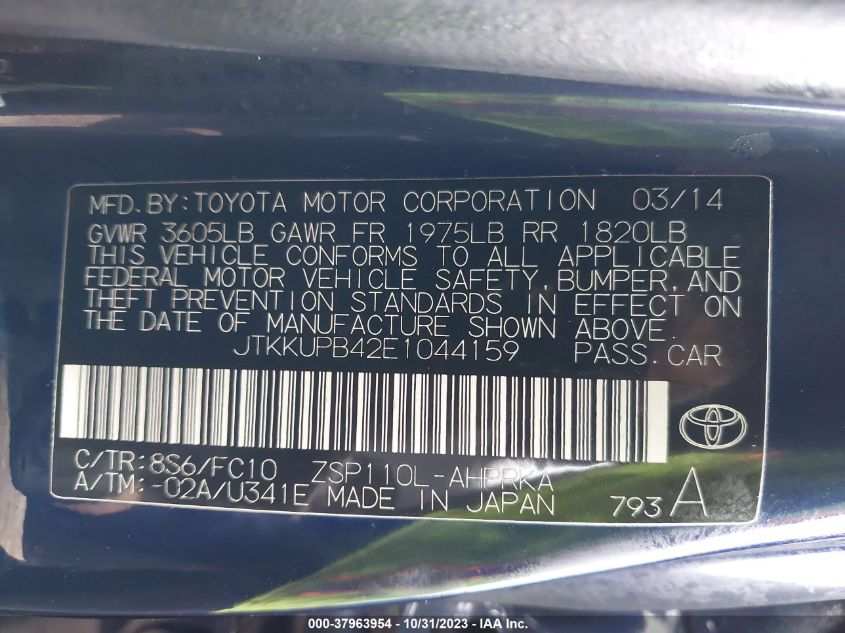 MFD. BY: TOYOTA MOTOR CORPORATION 03/14
GVWR 3605LB GAWR FR 1975LB RR 1820LB
THIS VEHICLE CONFORMS TO ALL APPLICABLE
FEDERAL MOTOR VEHICLE SAFETY, BUMPER, AND
THEFT PREVENTION STANDARDS IN EFFECT ON
THE DATE OF MANUFACTURE SHOWN ABOVE.
JTKKUPB42E1044159 PASS. CAR
C/TR: 8S6/FC10 ZSP110L-AHPRKA
A/TM: -02A/U341E MADE IN JAPAN 793 A
000-37963954 - 10/31/2023 - IAA Inc.